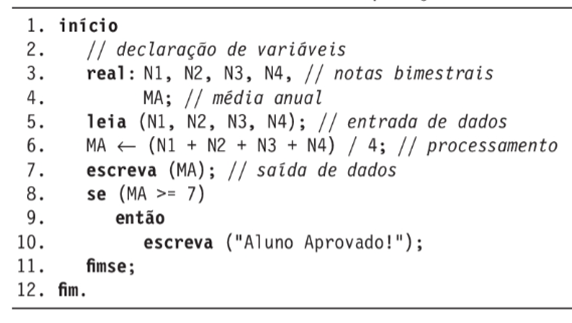 1. início
2. // declaração de variáveis
3. real: N1, N2, N3, N4, // notas bimestrais
4. MA; // média anual
5. leia (N1, N2, N3, N4); // entrada de dados
6. MA ← (N1 + N2 + N3 + N4) / 4; // processamento
7. escreva (MA); // saída de dados
8. se (MA >= 7)
9. então
10. escreva ("Aluno Aprovado!");
11. fimse;
12. fim.